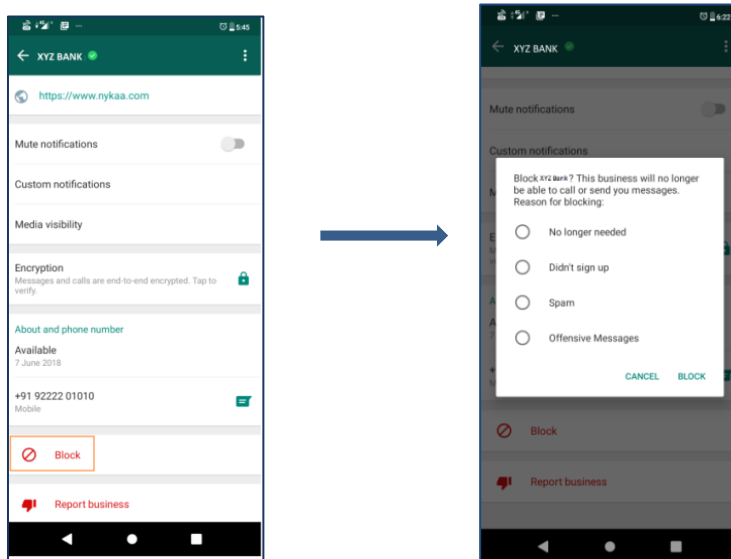 5:45
XYZ BANK
https://www.nykaa.com
Mute notifications
Custom notifications
Media visibility
Encryption
Messages and calls are end-to-end encrypted. Tap to
verify.
About and phone number
Available
7 June 2018
+91 92222 01010
Mobile
Block
Report business
6:22
XYZ BANK
Mute notifications
Custom notifications
Block XYZ Bank? This business will no longer
be able to call or send you messages.
Reason for blocking:
No longer needed
Didn't sign up
Spam
Offensive Messages
CANCEL BLOCK
Block
Report business